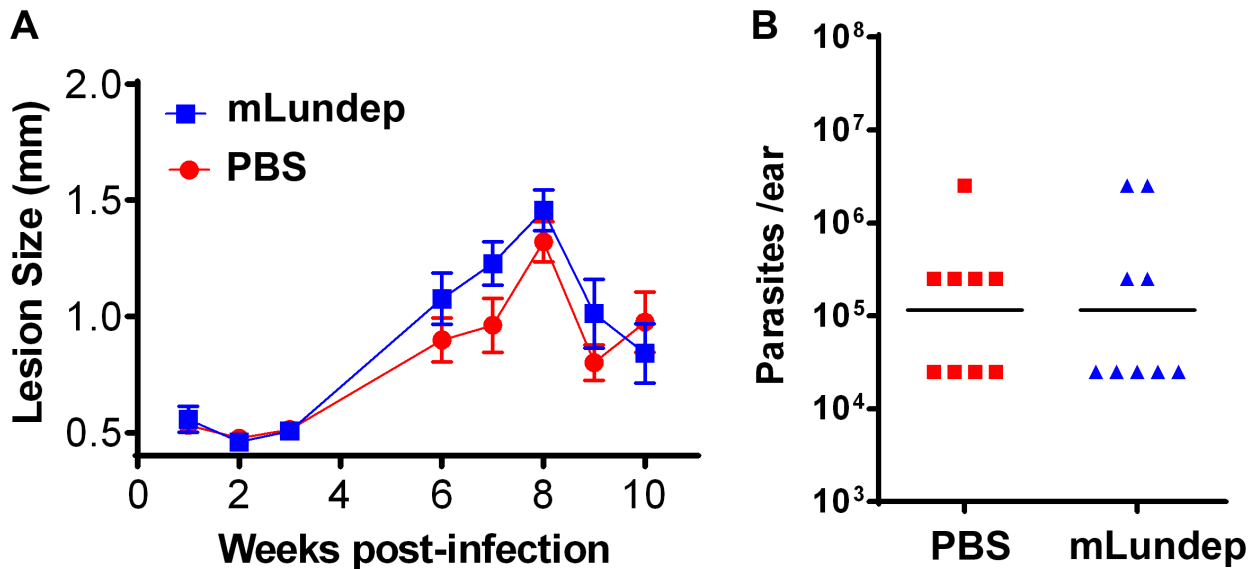 A
Lesion Size (mm)
2.0
1.5
1.0
0.5
mLundep
PBS
0 2 4 6 8 10
Weeks post-infection
B
Parasites /ear
10⁸
10⁷
10⁶
10⁵
10⁴
10³
PBS mLundep